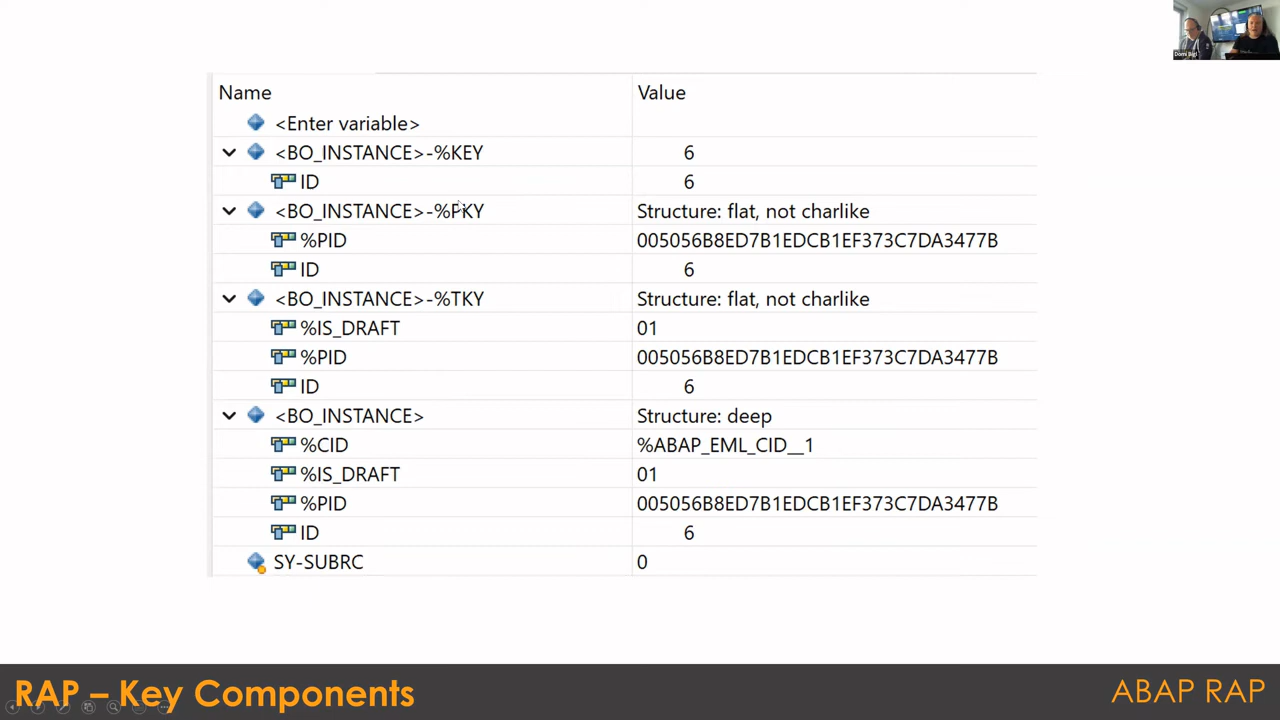 Domi Bigl
Name Value
<Enter variable>
<BO_INSTANCE>-%KEY 6
ID 6
<BO_INSTANCE>-%PKY Structure: flat, not charlike
%PID 005056B8ED7B1EDCB1EF373C7DA3477B
ID 6
<BO_INSTANCE>-%TKY Structure: flat, not charlike
%IS_DRAFT 01
%PID 005056B8ED7B1EDCB1EF373C7DA3477B
ID 6
<BO_INSTANCE> Structure: deep
%CID %ABAP_EML_CID__1
%IS_DRAFT 01
%PID 005056B8ED7B1EDCB1EF373C7DA3477B
ID 6
SY-SUBRC 0
RAP – Key Components ABAP RAP